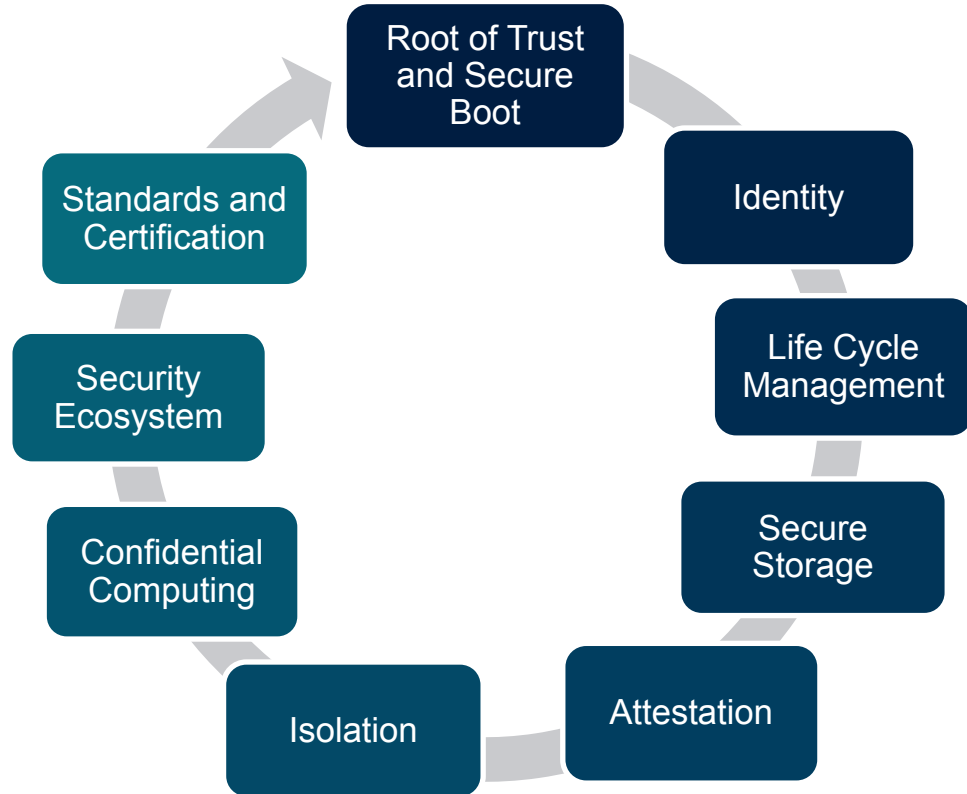 Root of Trust
and Secure
Boot
Identity
Life Cycle
Management
Secure
Storage
Attestation
Isolation
Confidential
Computing
Security
Ecosystem
Standards and
Certification